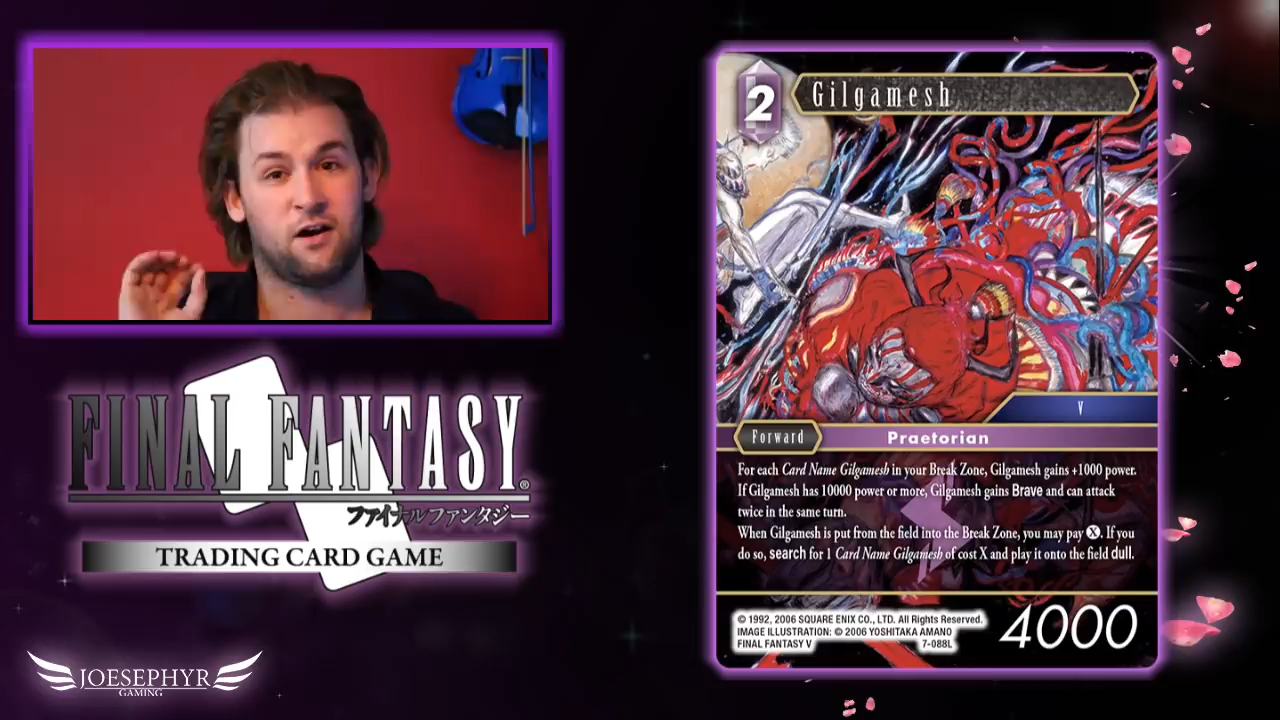 2
Gilgamesh
V
Forward
Praetorian
For each Card Name Gilgamesh in your Break Zone, Gilgamesh gains +1000 power.
If Gilgamesh has 10000 power or more, Gilgamesh gains Brave and can attack
twice in the same turn.
When Gilgamesh is put from the field into the Break Zone, you may pay Ⓧ. If you
do so, search for 1 Card Name Gilgamesh of cost X and play it onto the field dull.
© 1992, 2006 SQUARE ENIX CO., LTD. All Rights Reserved.
IMAGE ILLUSTRATION: © 2006 YOSHITAKA AMANO
FINAL FANTASY V 7-088L
4000
FINAL FANTASY®
ファイナルファンタジー
TRADING CARD GAME
JOESEPHYR
GAMING